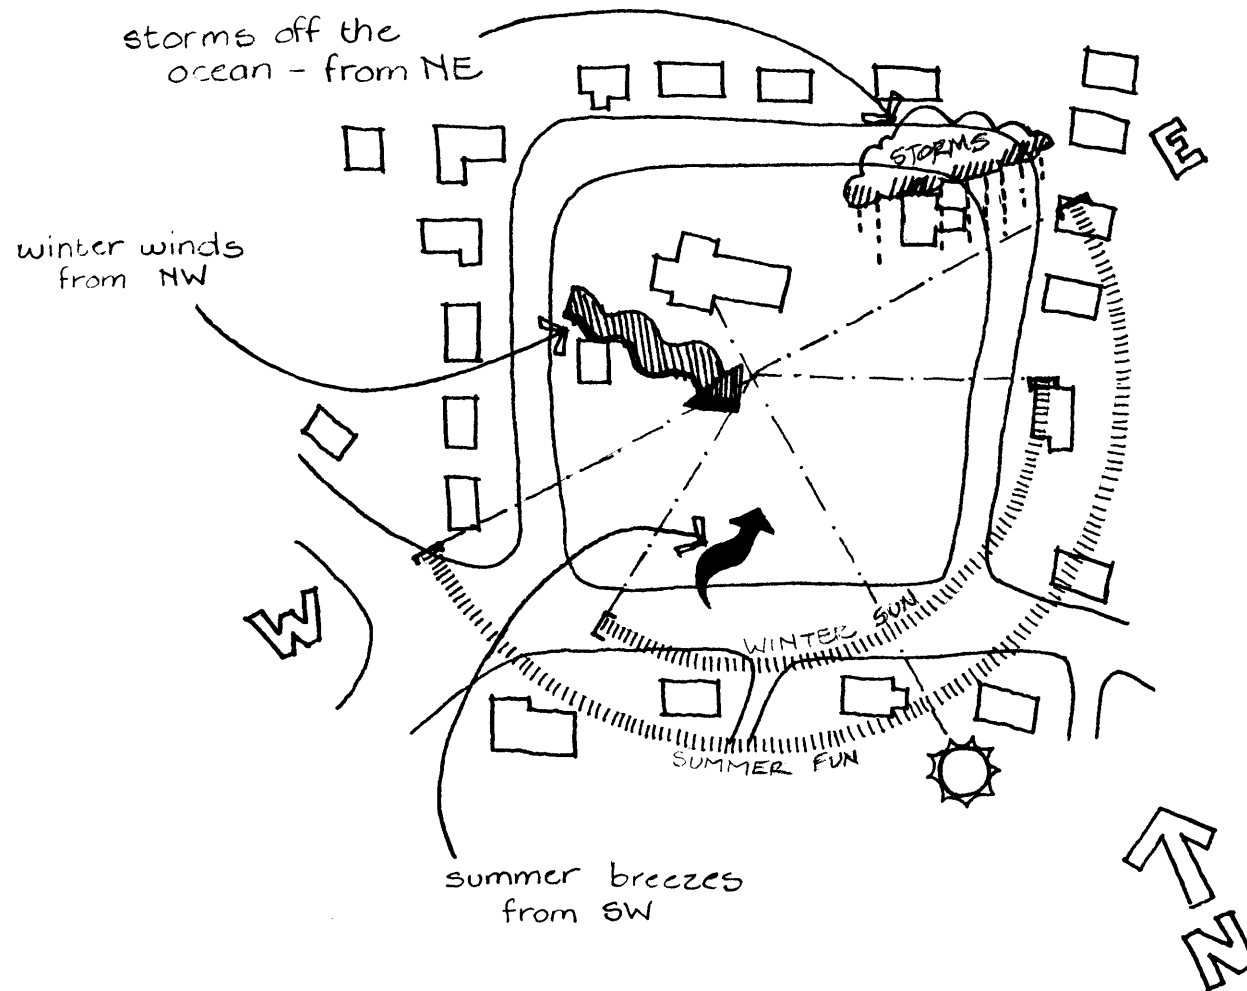 storms off the
ocean - from NE
STORMS
E
winter winds
from NW
W
WINTER SUN
SUMMER FUN
summer breezes
from SW
N